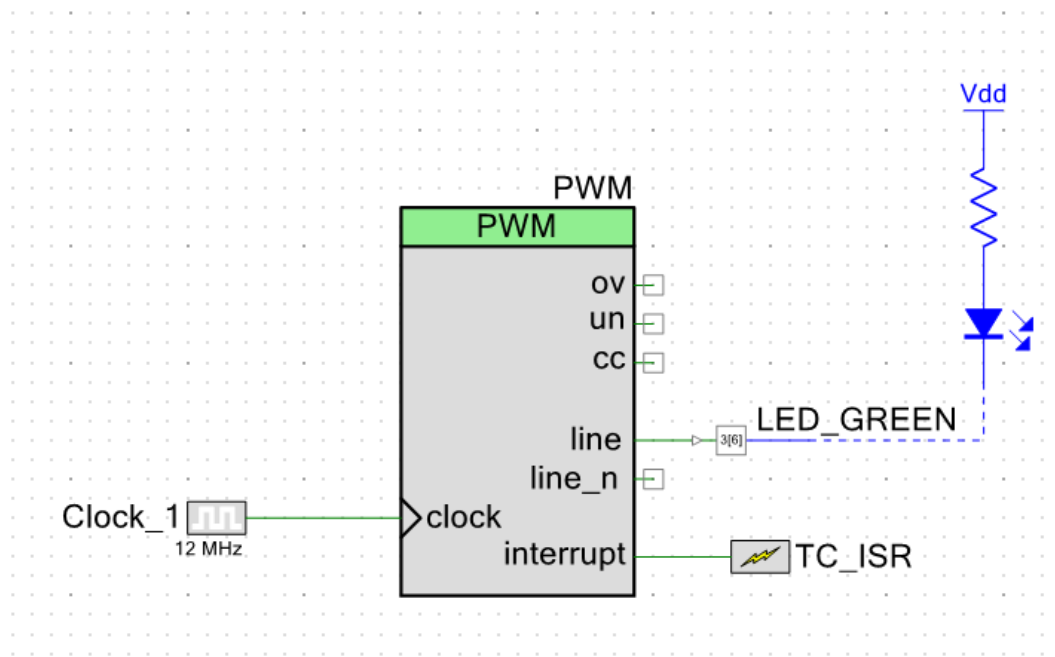 Vdd
PWM
PWM
ov
un
cc
LED_GREEN
line
3[6]
line_n
Clock_1
clock
12 MHz
interrupt
TC_ISR